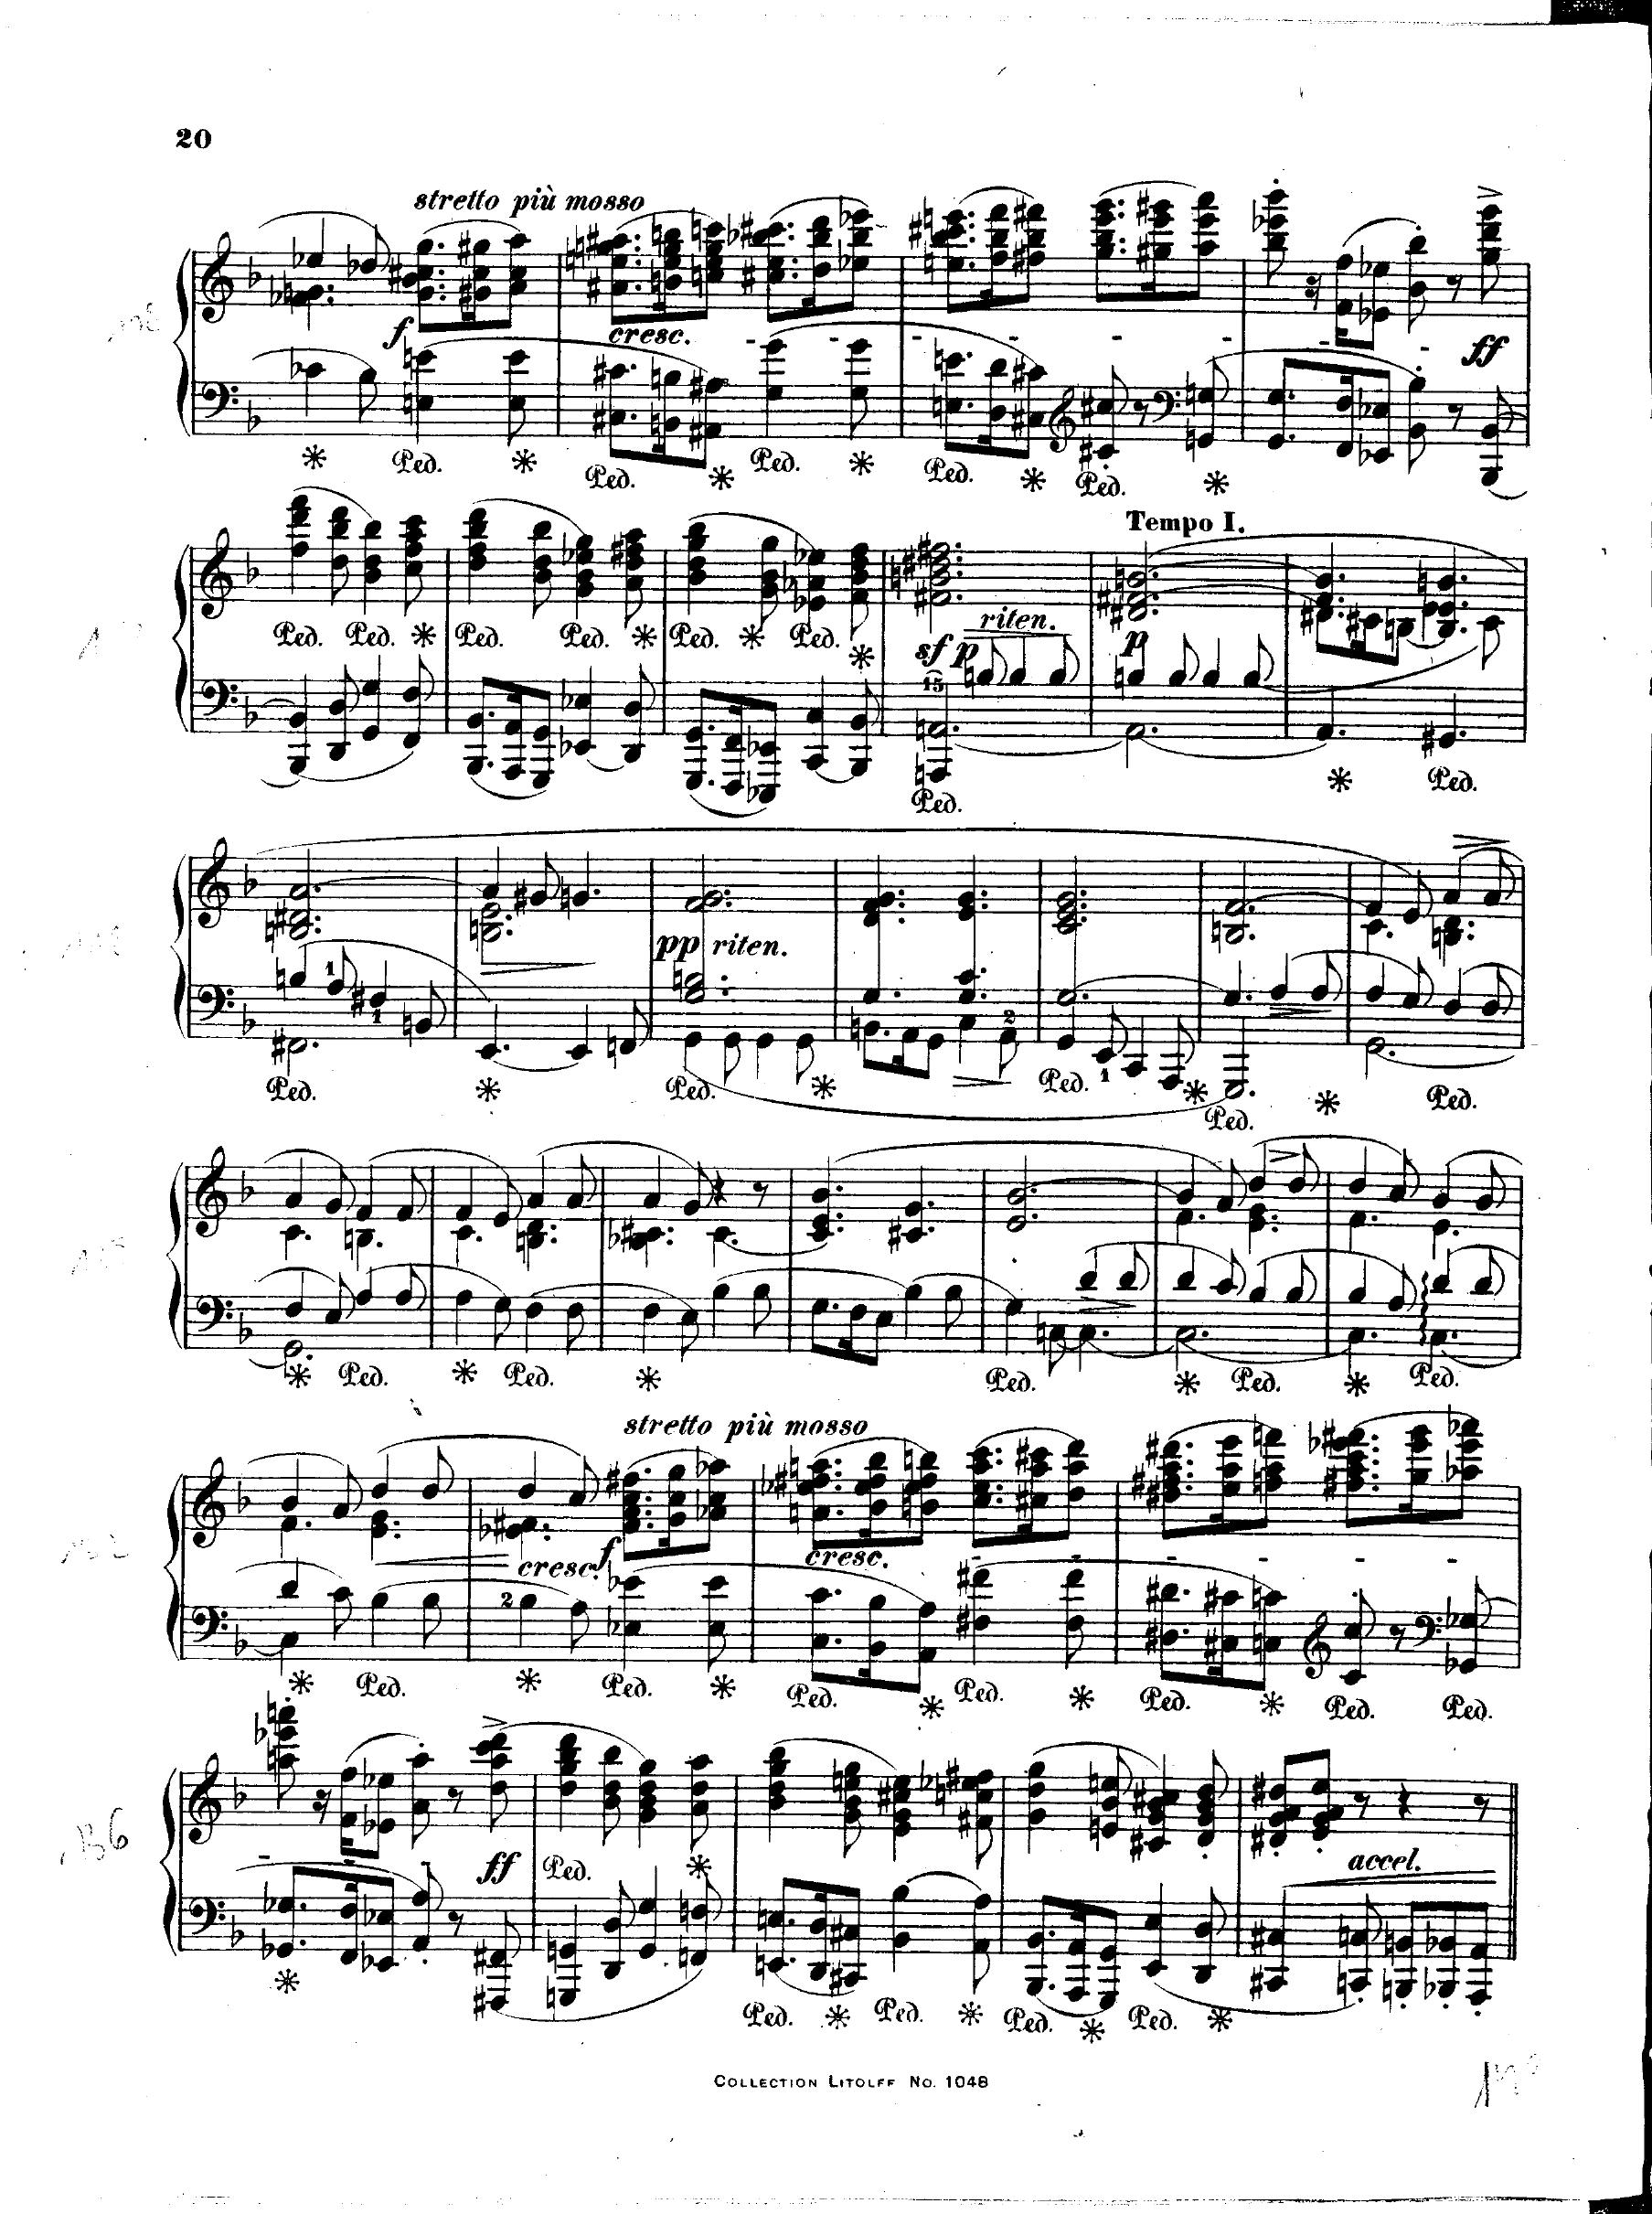 20
stretto più mosso
f
cresc.
ff
Ped. Ped. Ped. Ped. Ped.
Tempo I.
Ped. Ped. Ped. Ped. Ped. Ped.
riten.
sf p
p
15
Ped. Ped.
pp riten.
1
1
2
1
Ped. Ped. Ped. Ped. Ped.
Ped. Ped. Ped. Ped. Ped.
stretto più mosso
cresc. f
cresc.
2
Ped. Ped. Ped. Ped. Ped. Ped. Ped.
136
ff
Ped.
accel.
Ped. Ped. Ped. Ped.
COLLECTION LITOLFF No. 1048